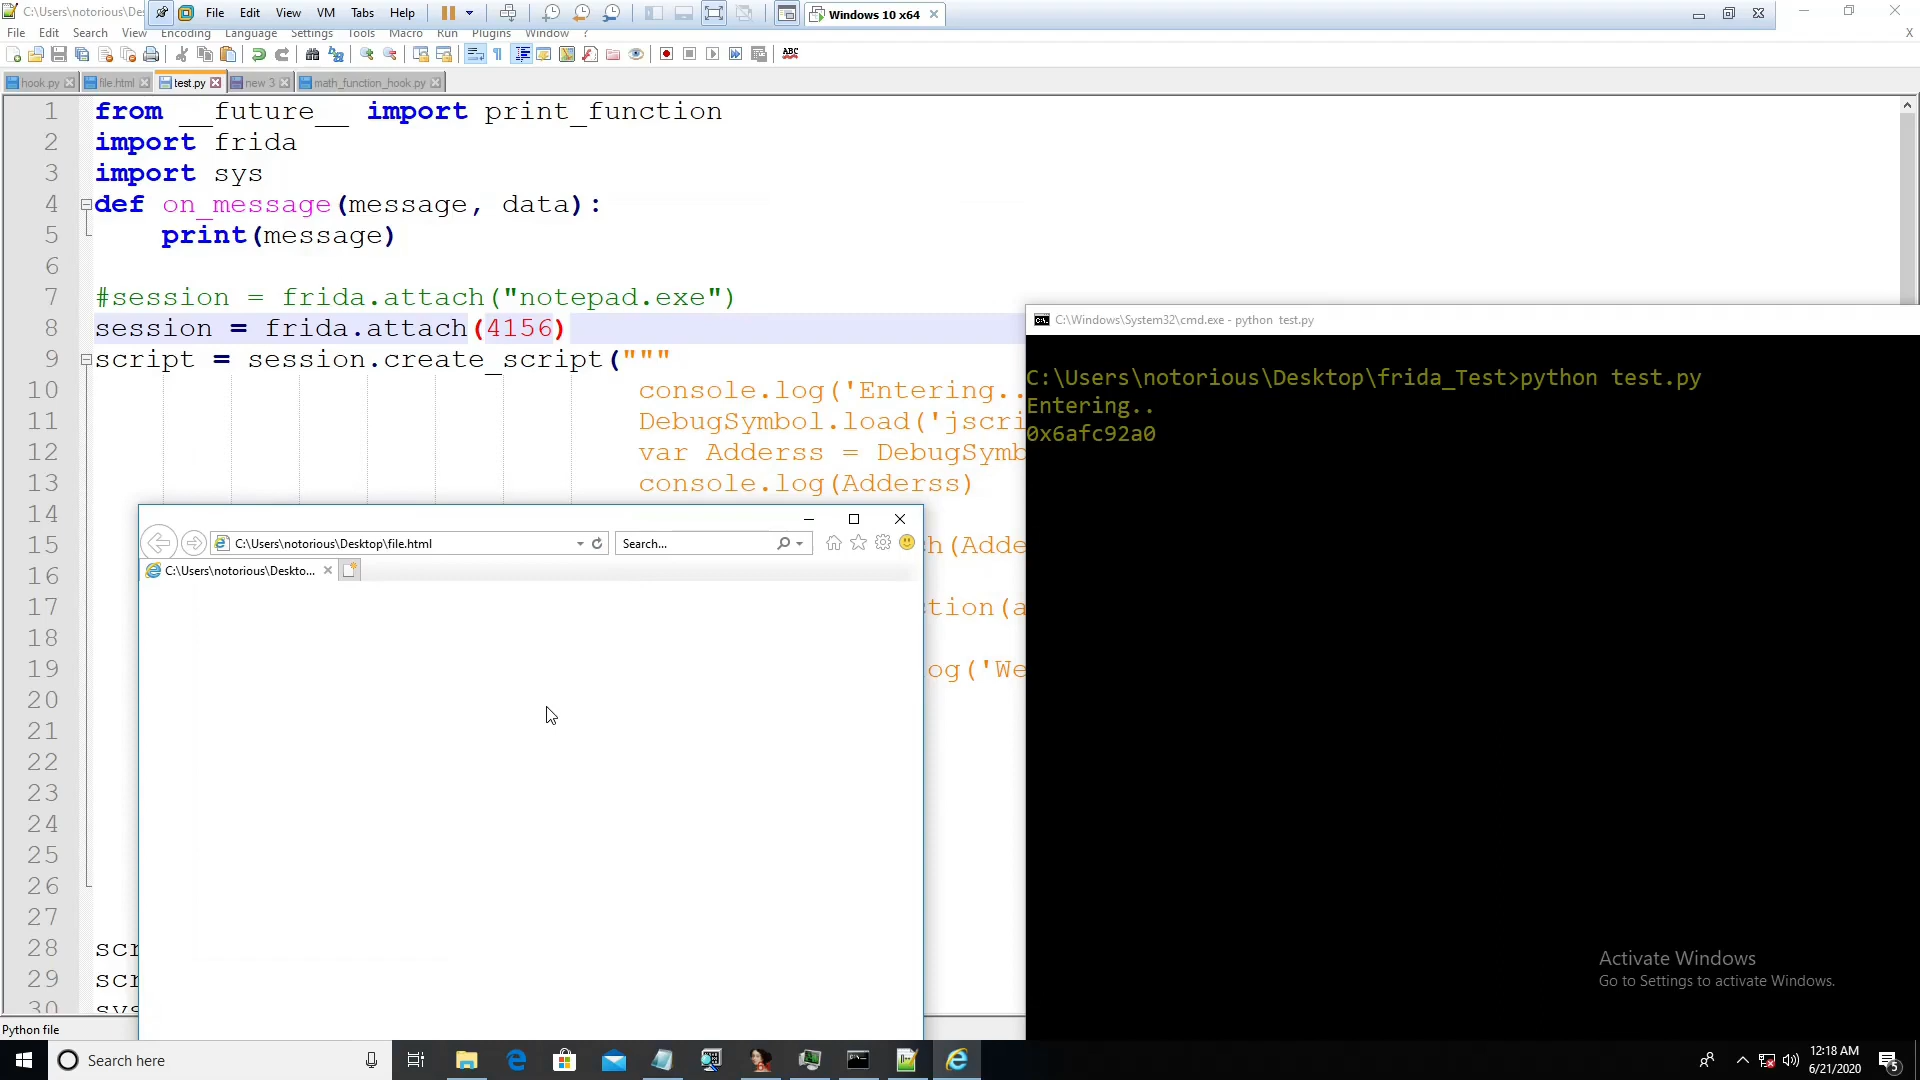 C:\Users\notorious\Des
File Edit View VM Tabs Help
Windows 10 x64
File Edit Search View Encoding Language Settings Tools Macro Run Plugins Window ?
X
ABC
hook.py file.html test.py new 3 math_function_hook.py
1 from __future__ import print_function
2 import frida
3 import sys
4 def on_message(message, data):
5 print(message)
6
7 #session = frida.attach("notepad.exe")
8 session = frida.attach(4156)
9 script = session.create_script("""
10 console.log('Entering..
11 DebugSymbol.load('jscri
12 var Adderss = DebugSymb
13 console.log(Adderss)
14
15 h(Adde
16
17 ction(a
18
19 og('We
20
21
22
23
24
25
26
27
28 scr
29 scr
30 sys
Python file
C:\Users\notorious\Desktop\file.html
Search...
C:\Users\notorious\Deskto...
C:\Windows\System32\cmd.exe - python test.py
C:\Users\notorious\Desktop\frida_Test>python test.py
Entering..
0x6afc92a0
Activate Windows
Go to Settings to activate Windows.
Search here
12:18 AM
6/21/2020
5